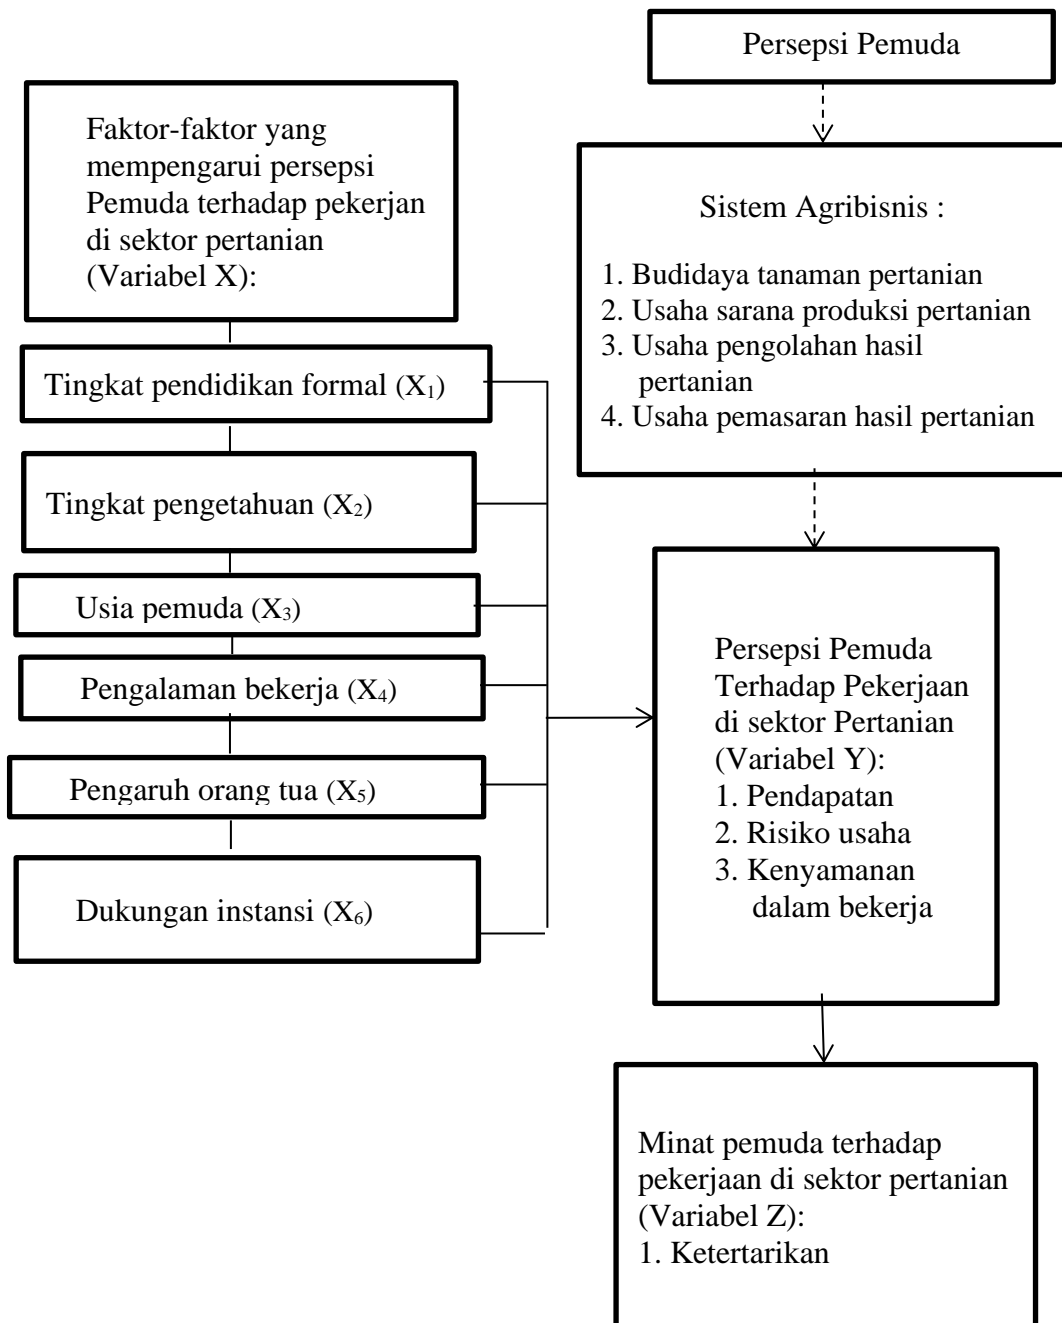 Persepsi Pemuda
Faktor-faktor yang
mempengarui persepsi
Pemuda terhadap pekerjan
di sektor pertanian
(Variabel X):
Sistem Agribisnis :
1. Budidaya tanaman pertanian
2. Usaha sarana produksi pertanian
3. Usaha pengolahan hasil
pertanian
4. Usaha pemasaran hasil pertanian
Tingkat pendidikan formal (X₁)
Tingkat pengetahuan (X₂)
Usia pemuda (X₃)
Pengalaman bekerja (X₄)
Pengaruh orang tua (X₅)
Dukungan instansi (X₆)
Persepsi Pemuda
Terhadap Pekerjaan
di sektor Pertanian
(Variabel Y):
1. Pendapatan
2. Risiko usaha
3. Kenyamanan
dalam bekerja
Minat pemuda terhadap
pekerjaan di sektor pertanian
(Variabel Z):
1. Ketertarikan